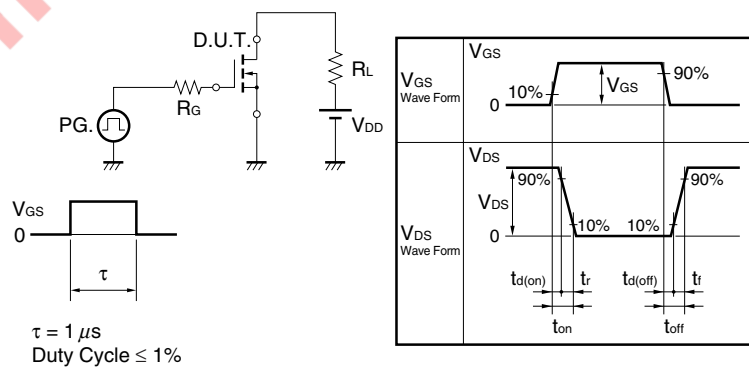 D.U.T.
RL
RG
PG.
VDD
VGS
0
τ
τ = 1 μs
Duty Cycle ≤ 1%
VGS
Wave Form
VGS
10%
0
VGS
90%
VDS
Wave Form
VDS
90%
90%
VDS
10%
10%
0
td(on)
tr
td(off)
tf
ton
toff